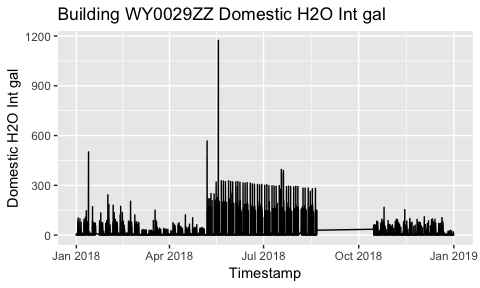 Building WY0029ZZ Domestic H2O Int gal
Domestic H2O Int gal
1200
900
600
300
0
Jan 2018
Apr 2018
Jul 2018
Oct 2018
Jan 2019
Timestamp